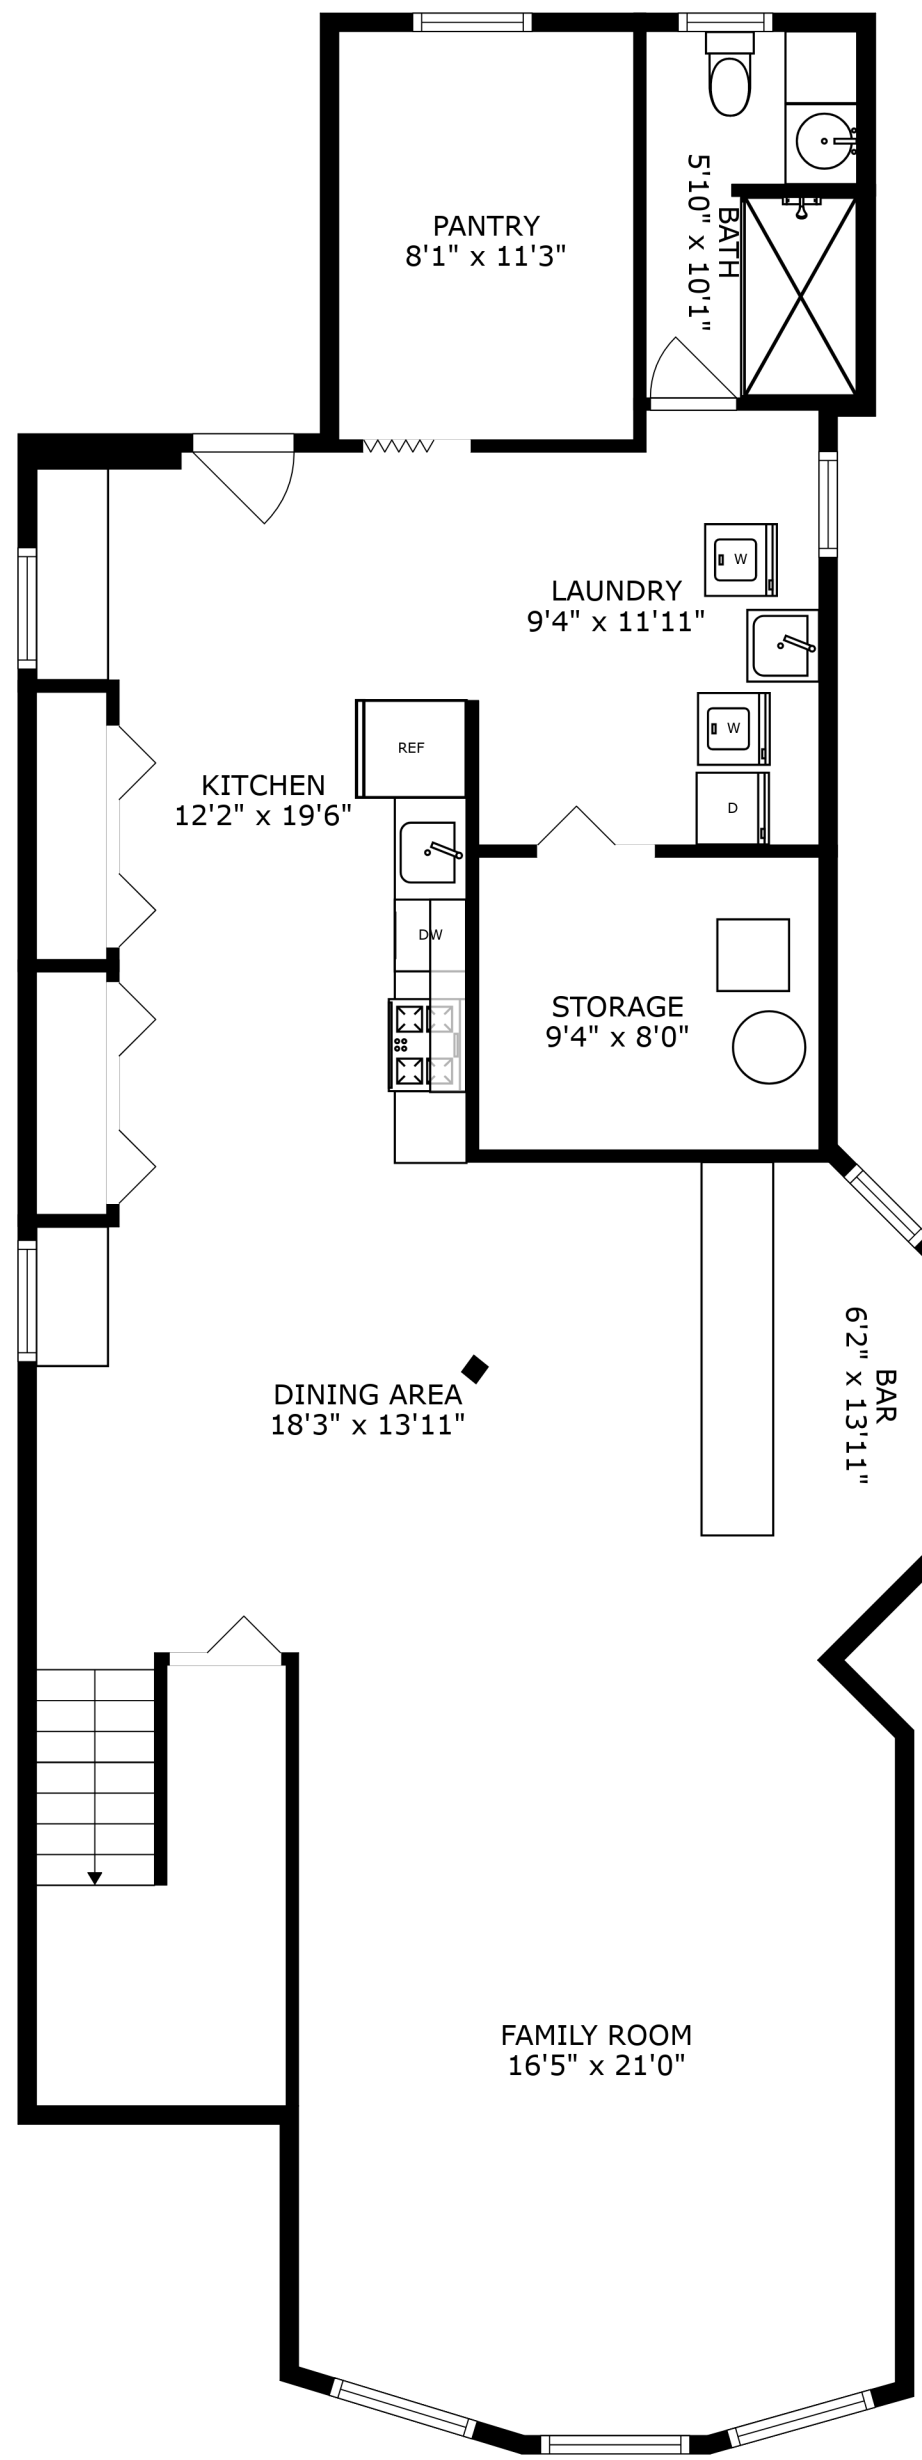 PANTRY
8'1" x 11'3"
BATH
5'10" x 10'1"
LAUNDRY
9'4" x 11'11"
W
W
D
REF
KITCHEN
12'2" x 19'6"
DW
STORAGE
9'4" x 8'0"
BAR
6'2" x 13'11"
DINING AREA
18'3" x 13'11"
FAMILY ROOM
16'5" x 21'0"